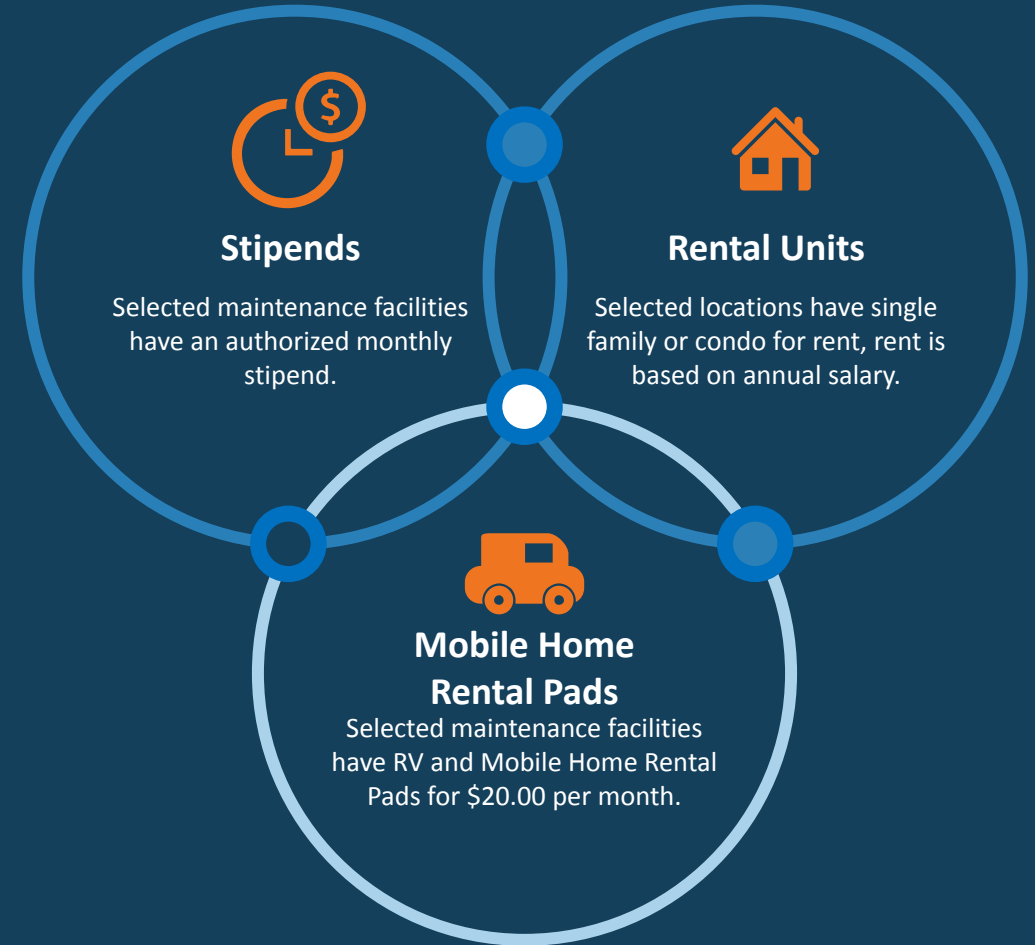 $
Stipends
Selected maintenance facilities
have an authorized monthly
stipend.
Rental Units
Selected locations have single
family or condo for rent, rent is
based on annual salary.
Mobile Home
Rental Pads
Selected maintenance facilities
have RV and Mobile Home Rental
Pads for $20.00 per month.